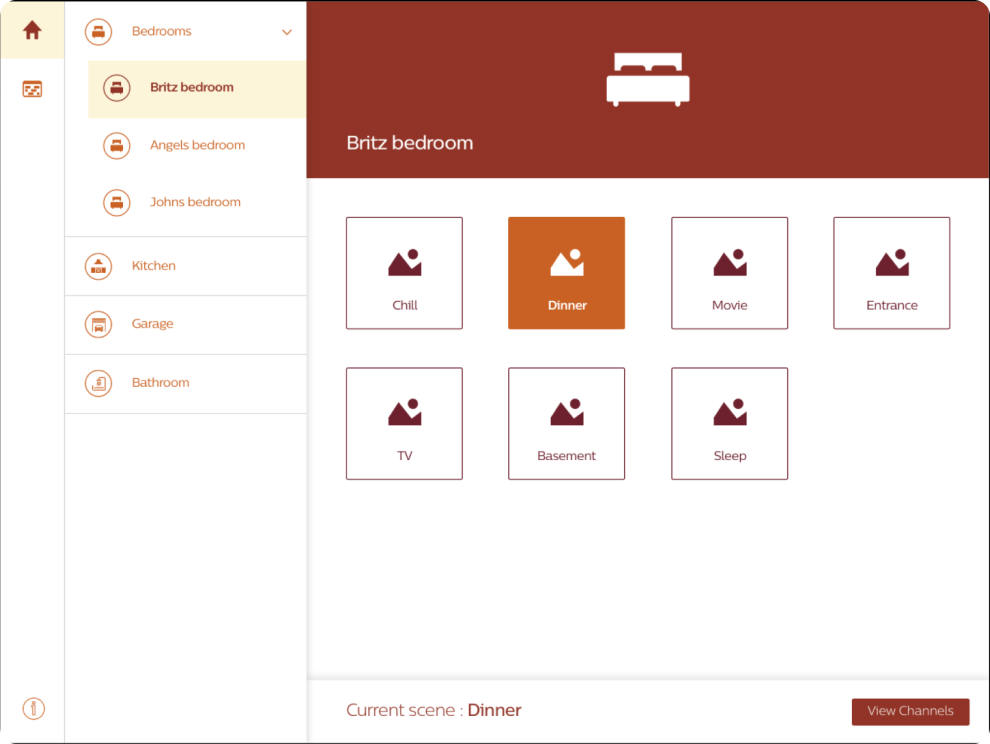 Bedrooms
Britz bedroom
Angels bedroom
Johns bedroom
Kitchen
Garage
Bathroom
Britz bedroom
Chill
Dinner
Movie
Entrance
TV
Basement
Sleep
Current scene : Dinner
View Channels